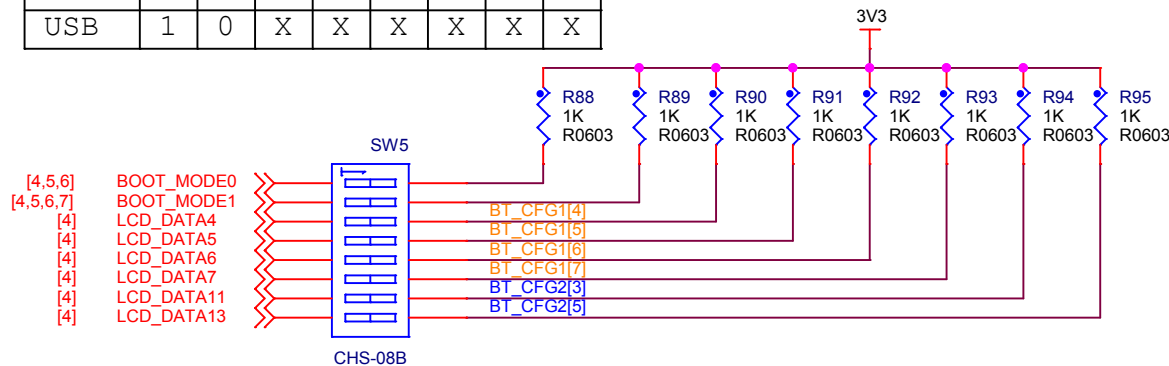 USB 1 0 X X X X X X
3V3
R88 R89 R90 R91 R92 R93 R94 R95
1K 1K 1K 1K 1K 1K 1K 1K
R0603 R0603 R0603 R0603 R0603 R0603 R0603 R0603
SW5
[4,5,6] BOOT_MODE0
[4,5,6,7] BOOT_MODE1
BT_CFG1[4]
[4] LCD_DATA4
BT_CFG1[5]
[4] LCD_DATA5
BT_CFG1[6]
[4] LCD_DATA6
BT_CFG1[7]
[4] LCD_DATA7
BT_CFG2[3]
[4] LCD_DATA11
BT_CFG2[5]
[4] LCD_DATA13
CHS-08B